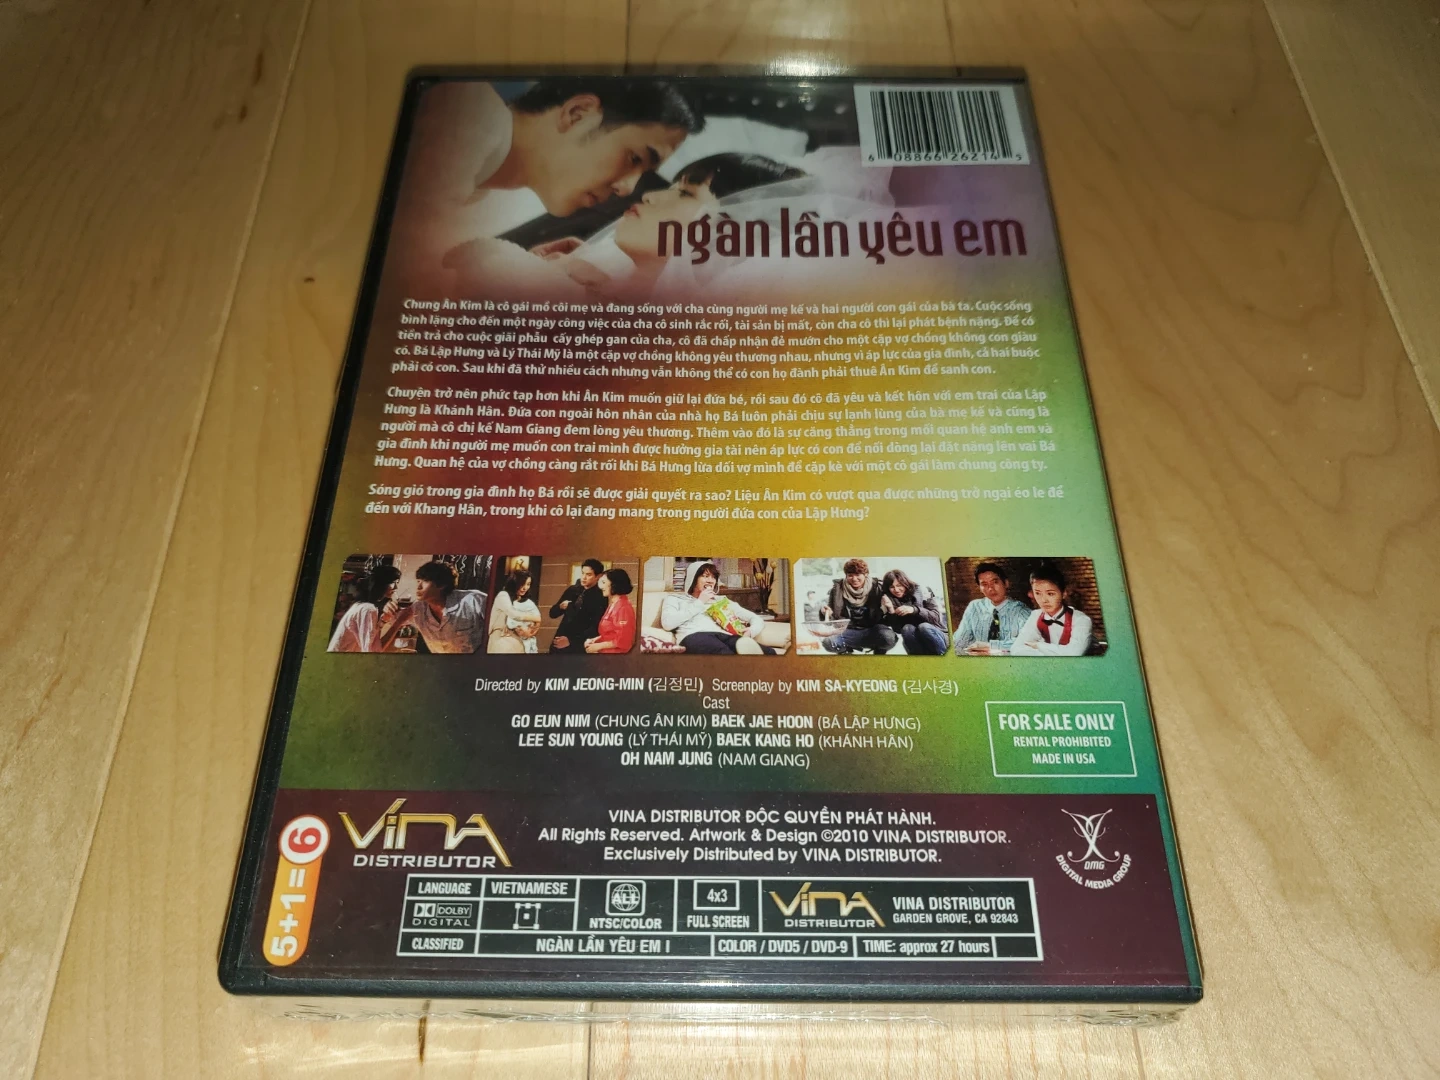 6 08866 26214 5
ngàn lần yêu em
Chung Ân Kim là cô gái mồ côi mẹ và đang sống với cha cùng người mẹ kế và hai người con gái của bà ta. Cuộc sống
bình lặng cho đến một ngày công việc của cha cô sinh rắc rối, tài sản bị mất, còn cha cô thì lại phát bệnh nặng. Để có
tiền trả cho cuộc giải phẫu cấy ghép gan của cha, cô đã chấp nhận đẻ mướn cho một cặp vợ chồng không con giàu
có. Bá Lập Hưng và Lý Thái Mỹ là một cặp vợ chồng không yêu thương nhau, nhưng vì áp lực của gia đình, cả hai buộc
phải có con. Sau khi đã thử nhiều cách nhưng vẫn không thể có con họ đành phải thuê Ân Kim để sanh con.
Chuyện trở nên phức tạp hơn khi Ân Kim muốn giữ lại đứa bé, rồi sau đó cô đã yêu và kết hôn với em trai của Lập
Hưng là Khánh Hân. Đứa con ngoài hôn nhân của nhà họ Bá luôn phải chịu sự lạnh lùng của bà mẹ kế và cũng là
người mà cô chị kế Nam Giang đem lòng yêu thương. Thêm vào đó là sự căng thẳng trong mối quan hệ anh em và
gia đình khi người mẹ muốn con trai mình được hưởng gia tài nên áp lực có con để nối dòng lại đặt nặng lên vai Bá
Hưng. Quan hệ của vợ chồng càng rắt rối khi Bá Hưng lừa dối vợ mình để cặp kè với một cô gái làm chung công ty.
Sóng gió trong gia đình họ Bá rồi sẽ được giải quyết ra sao? Liệu Ân Kim có vượt qua được những trở ngại éo le để
đến với Khang Hân, trong khi cô lại đang mang trong người đứa con của Lập Hưng?
Directed by KIM JEONG-MIN (김정민) Screenplay by KIM SA-KYEONG (김사경)
Cast
GO EUN NIM (CHUNG ÂN KIM) BAEK JAE HOON (BÁ LẬP HƯNG)
LEE SUN YOUNG (LÝ THÁI MỸ) BAEK KANG HO (KHÁNH HÂN)
OH NAM JUNG (NAM GIANG)
FOR SALE ONLY
RENTAL PROHIBITED
MADE IN USA
5+1=6
VINA
DISTRIBUTOR
VINA DISTRIBUTOR ĐỘC QUYỀN PHÁT HÀNH.
All Rights Reserved. Artwork & Design ©2010 VINA DISTRIBUTOR.
Exclusively Distributed by VINA DISTRIBUTOR.
DMG
DIGITAL MEDIA GROUP
LANGUAGE VIETNAMESE
DOLBY
DIGITAL
ALL
NTSC/COLOR
4x3
FULL SCREEN
VINA
DISTRIBUTOR
VINA DISTRIBUTOR
GARDEN GROVE, CA 92843
CLASSIFIED NGÀN LẦN YÊU EM I COLOR / DVD5 / DVD-9 TIME: approx 27 hours